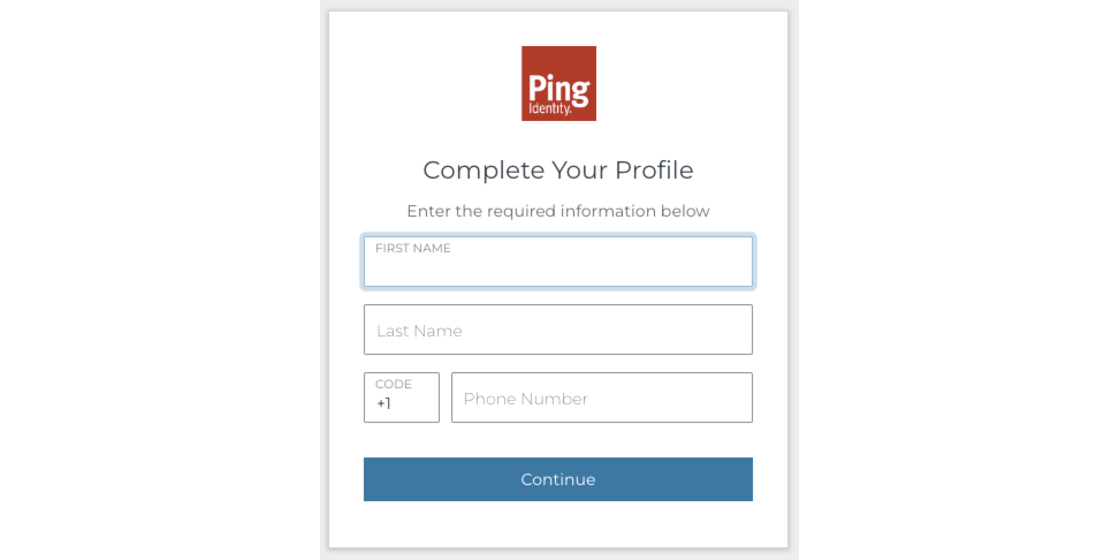 Ping
Identity.
Complete Your Profile
Enter the required information below
FIRST NAME
Last Name
CODE
+1
Phone Number
Continue